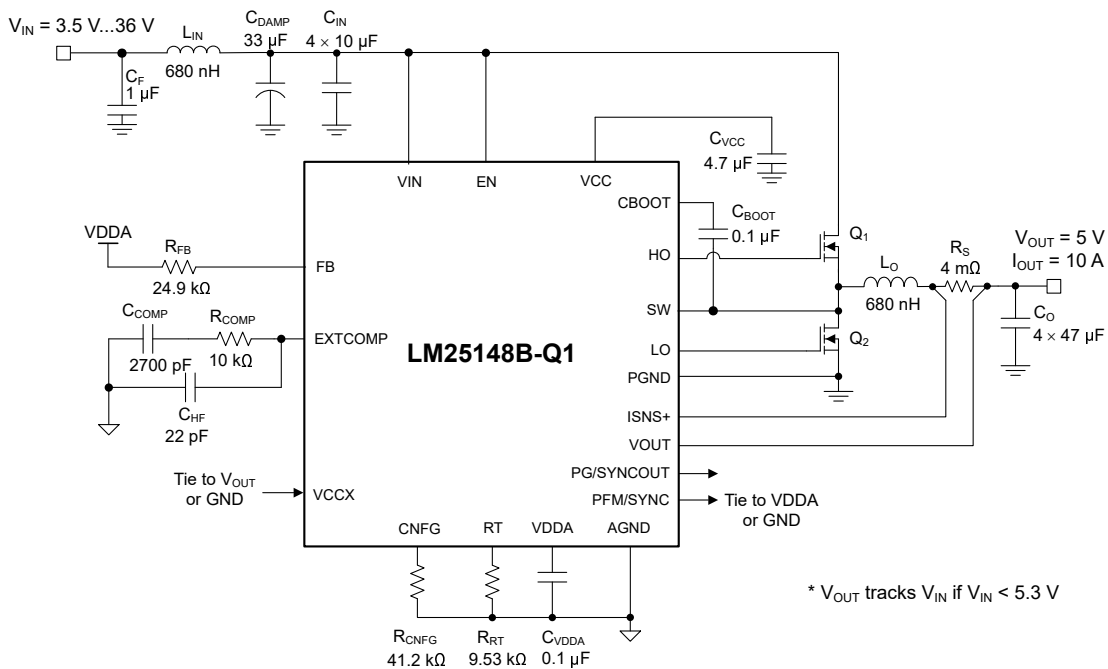 V_IN = 3.5 V...36 V
L_IN
680 nH
C_DAMP
33 µF
C_IN
4 × 10 µF
C_F
1 µF
C_VCC
4.7 µF
VIN
EN
VCC
CBOOT
C_BOOT
0.1 µF
VDDA
R_FB
24.9 kΩ
FB
HO
Q_1
L_O
680 nH
R_S
4 mΩ
V_OUT = 5 V
I_OUT = 10 A
C_O
4 × 47 µF
SW
C_COMP
2700 pF
R_COMP
10 kΩ
EXTCOMP
C_HF
22 pF
LM25148B-Q1
LO
Q_2
PGND
ISNS+
VOUT
PG/SYNCOUT
PFM/SYNC
Tie to VDDA
or GND
Tie to V_OUT
or GND
VCCX
CNFG
RT
VDDA
AGND
R_CNFG
41.2 kΩ
R_RT
9.53 kΩ
C_VDDA
0.1 µF
* V_OUT tracks V_IN if V_IN < 5.3 V